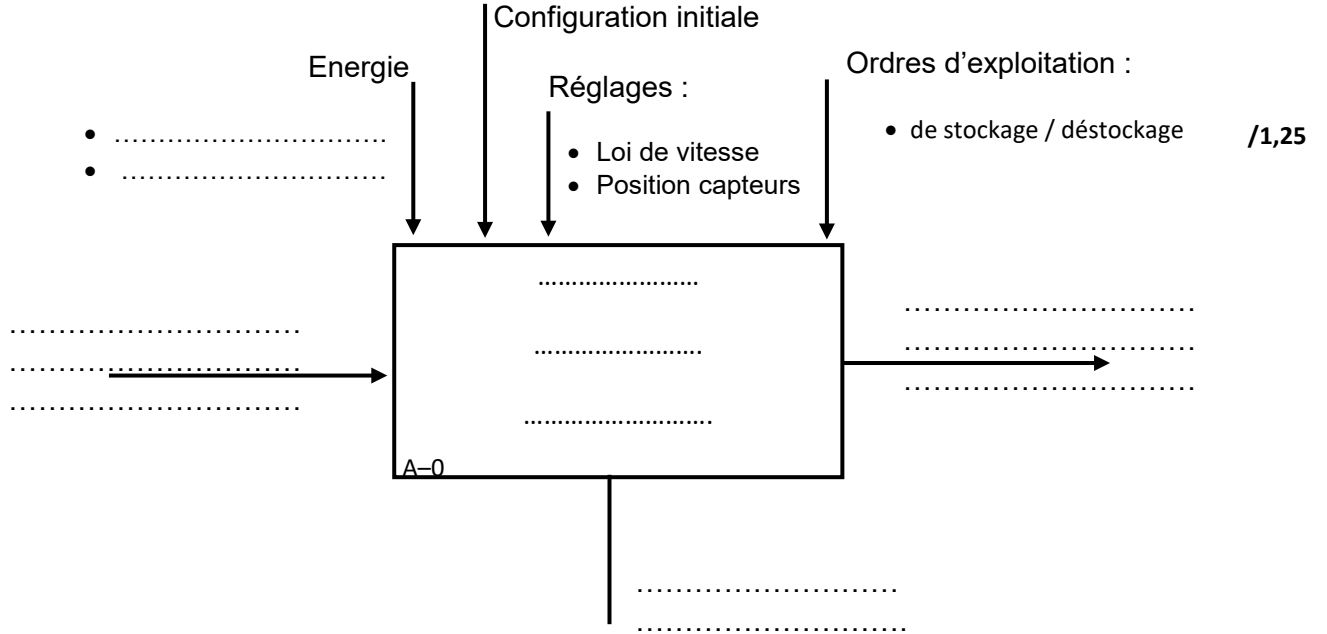 Configuration initiale
Energie
Ordres d’exploitation :
Réglages :
• ............................
• ............................
• de stockage / déstockage
/1,25
• Loi de vitesse
• Position capteurs
........................
..............................
..............................
.........................
..............................
..............................
..............................
..............................
............................
A–0
...........................
............................